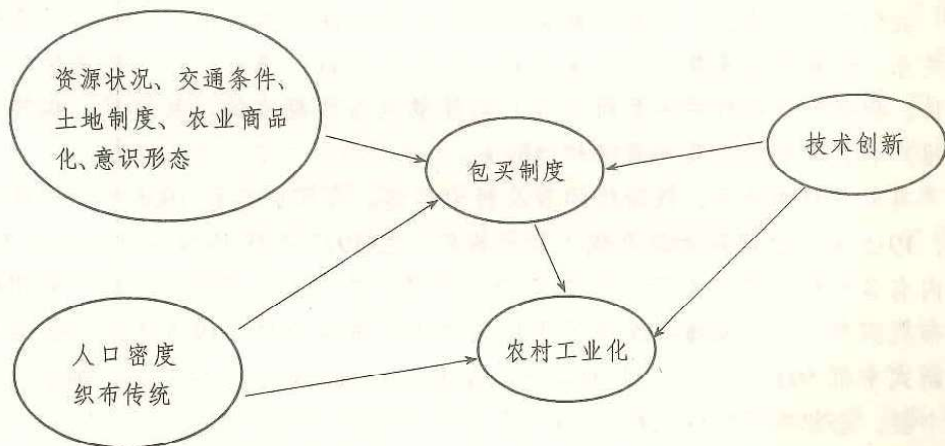 资源状况、交通条件、
土地制度、农业商品
化、意识形态
包买制度
技术创新
人口密度
织布传统
农村工业化